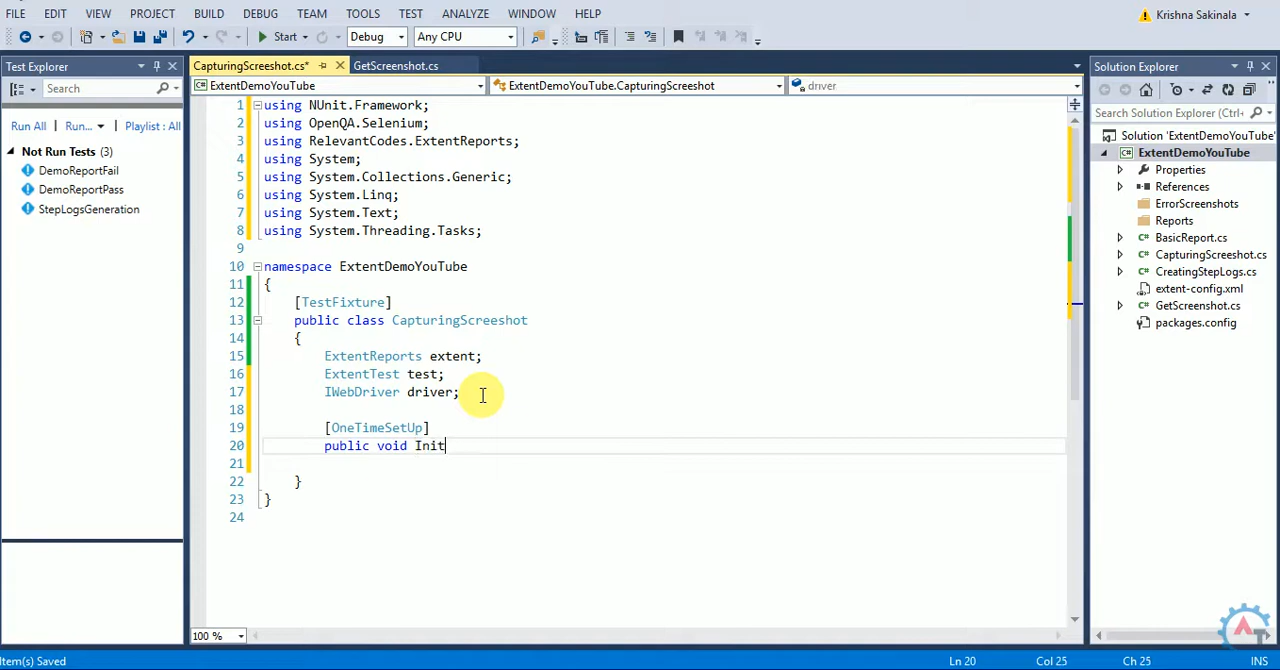 FILE EDIT VIEW PROJECT BUILD DEBUG TEAM TOOLS TEST ANALYZE WINDOW HELP Krishna Sakinala
Start Debug Any CPU
Test Explorer
Search
Run All Run... Playlist : All
Not Run Tests (3)
DemoReportFail
DemoReportPass
StepLogsGeneration
CapturingScreeshot.cs* GetScreenshot.cs
ExtentDemoYouTube ExtentDemoYouTube.CapturingScreeshot driver
1 using NUnit.Framework;
2 using OpenQA.Selenium;
3 using RelevantCodes.ExtentReports;
4 using System;
5 using System.Collections.Generic;
6 using System.Linq;
7 using System.Text;
8 using System.Threading.Tasks;
9
10 namespace ExtentDemoYouTube
11 {
12 [TestFixture]
13 public class CapturingScreeshot
14 {
15 ExtentReports extent;
16 ExtentTest test;
17 IWebDriver driver;
18
19 [OneTimeSetUp]
20 public void Init
21
22 }
23 }
24
100 %
Solution Explorer
Search Solution Explorer (Ctrl+
Solution 'ExtentDemoYouTube'
ExtentDemoYouTube
Properties
References
ErrorScreenshots
Reports
BasicReport.cs
CapturingScreeshot.cs
CreatingStepLogs.cs
extent-config.xml
GetScreenshot.cs
packages.config
Item(s) Saved Ln 20 Col 25 Ch 25 INS